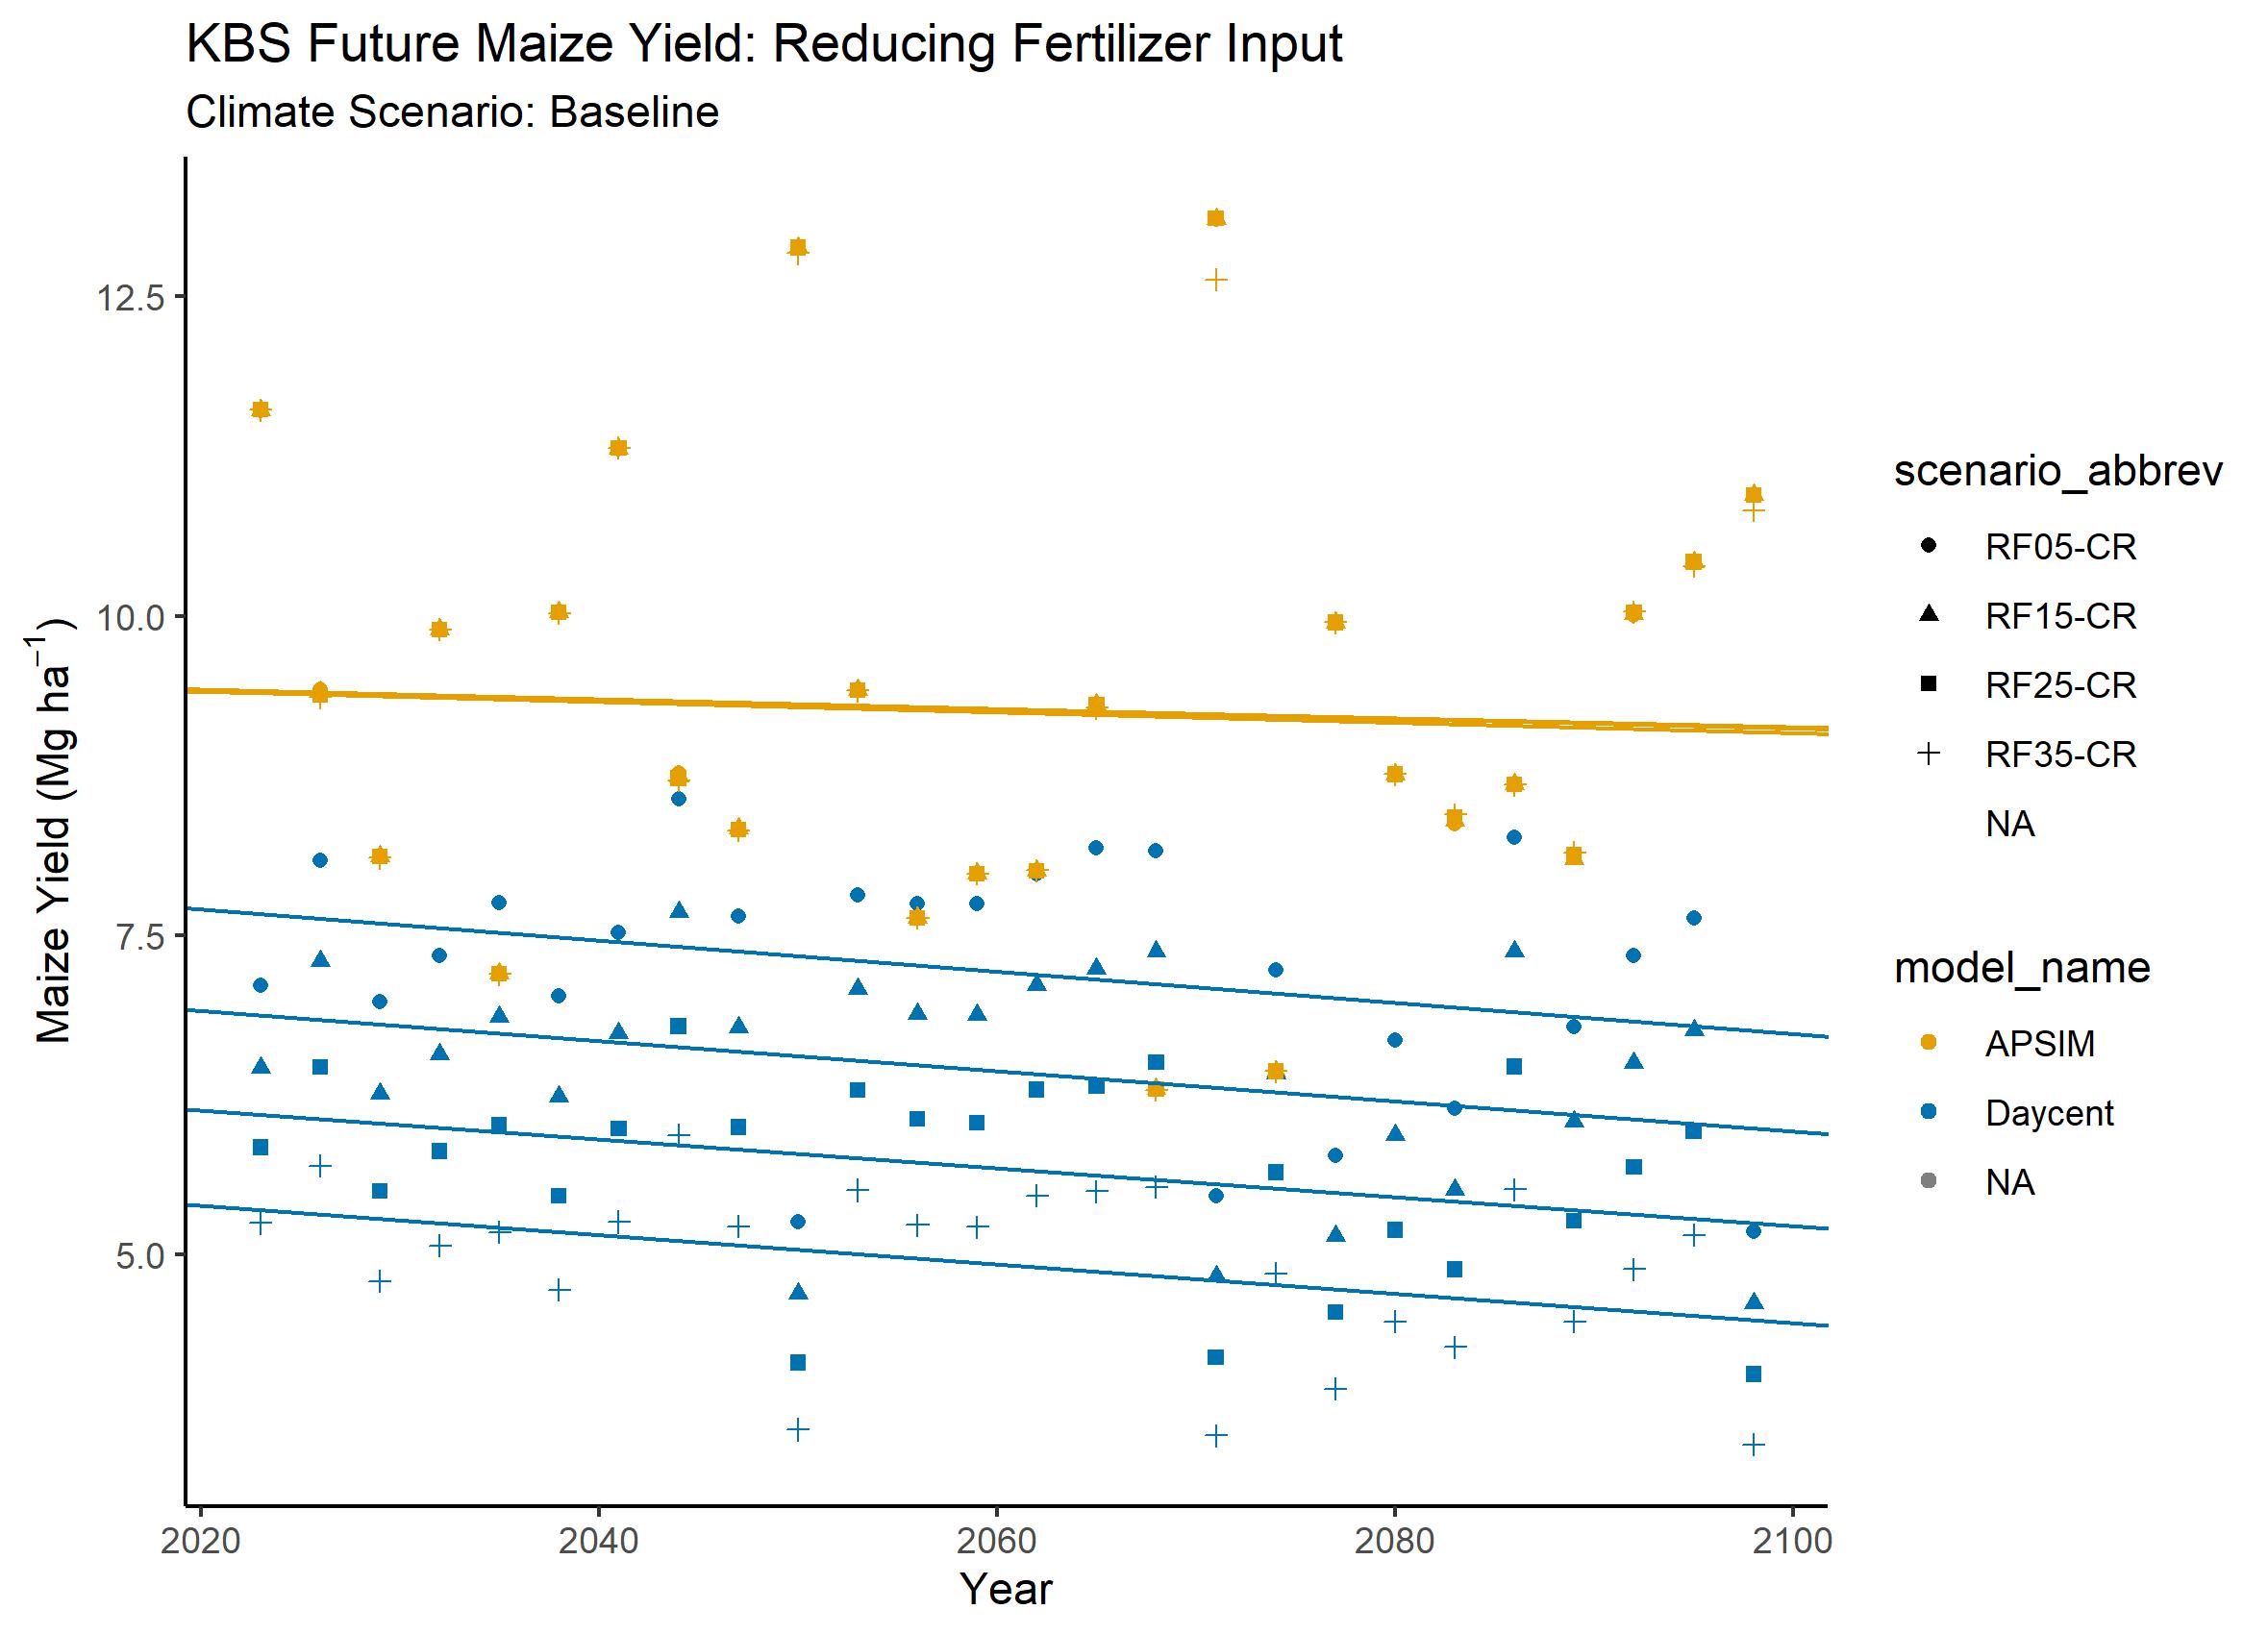 KBS Future Maize Yield: Reducing Fertilizer Input
Climate Scenario: Baseline
Maize Yield (Mg ha⁻¹)
12.5
10.0
7.5
5.0
2020
2040
2060
2080
2100
Year
scenario_abbrev
RF05-CR
RF15-CR
RF25-CR
RF35-CR
NA
model_name
APSIM
Daycent
NA